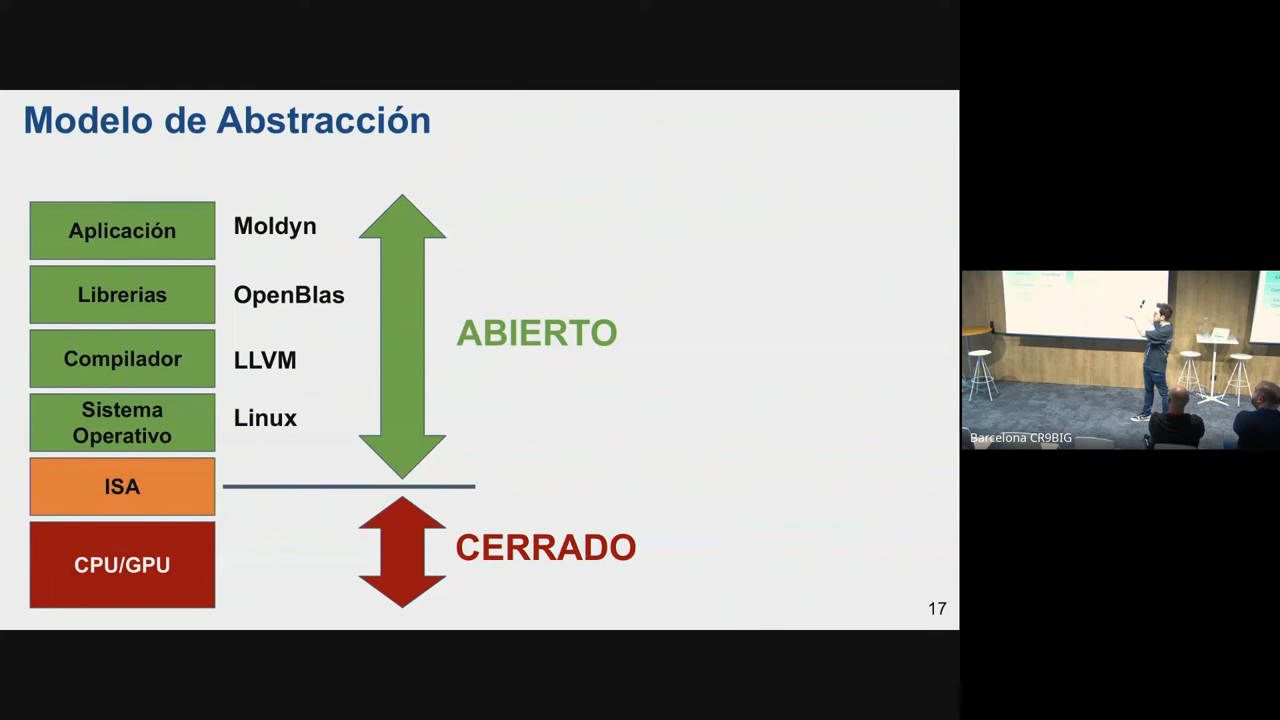 Modelo de Abstracción
Aplicación
Moldyn
Librerias
OpenBlas
Compilador
LLVM
Sistema
Operativo
Linux
ISA
CPU/GPU
ABIERTO
CERRADO
17
Barcelona CR9BIG